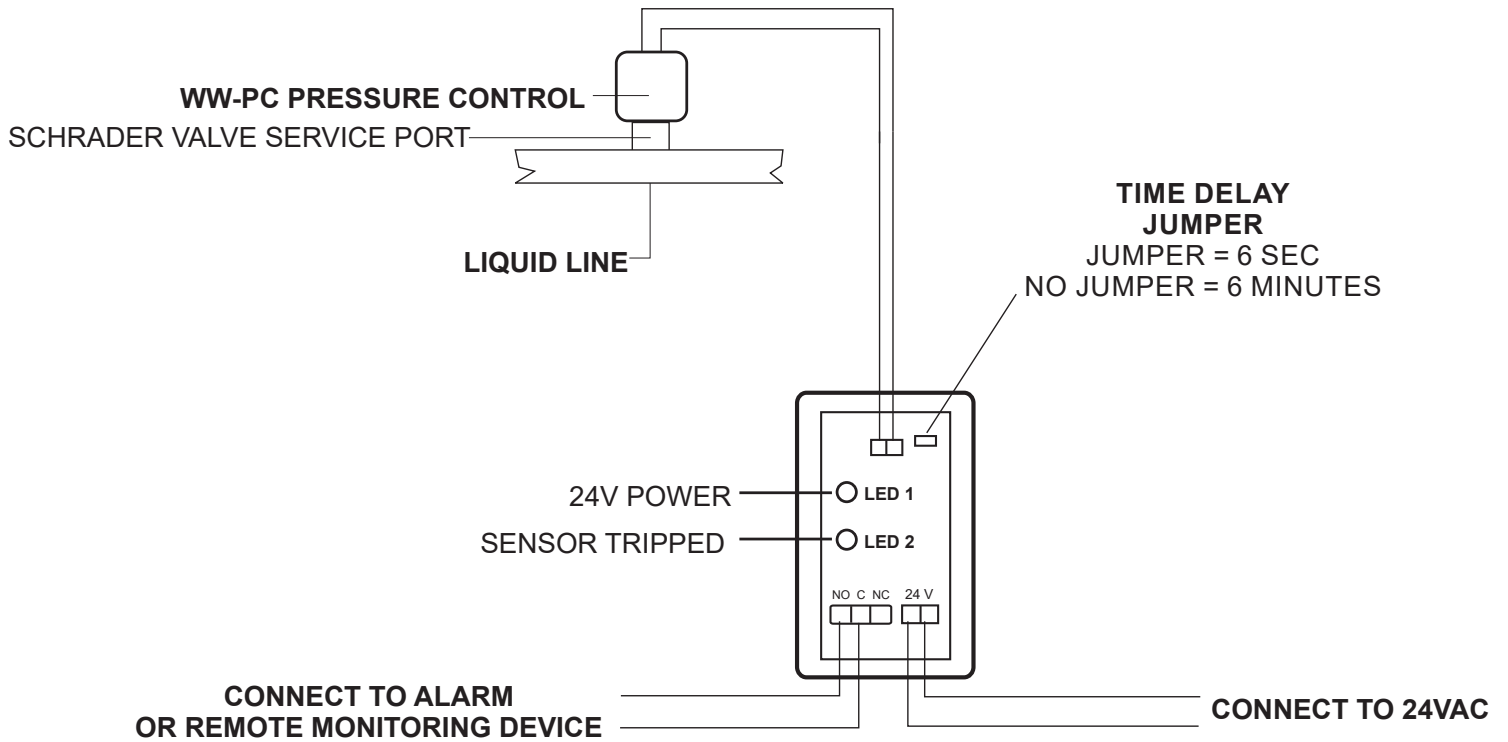 WW-PC PRESSURE CONTROL
SCHRADER VALVE SERVICE PORT
LIQUID LINE
TIME DELAY
JUMPER
JUMPER = 6 SEC
NO JUMPER = 6 MINUTES
24V POWER
LED 1
SENSOR TRIPPED
LED 2
NO C NC 24 V
CONNECT TO ALARM
OR REMOTE MONITORING DEVICE
CONNECT TO 24VAC